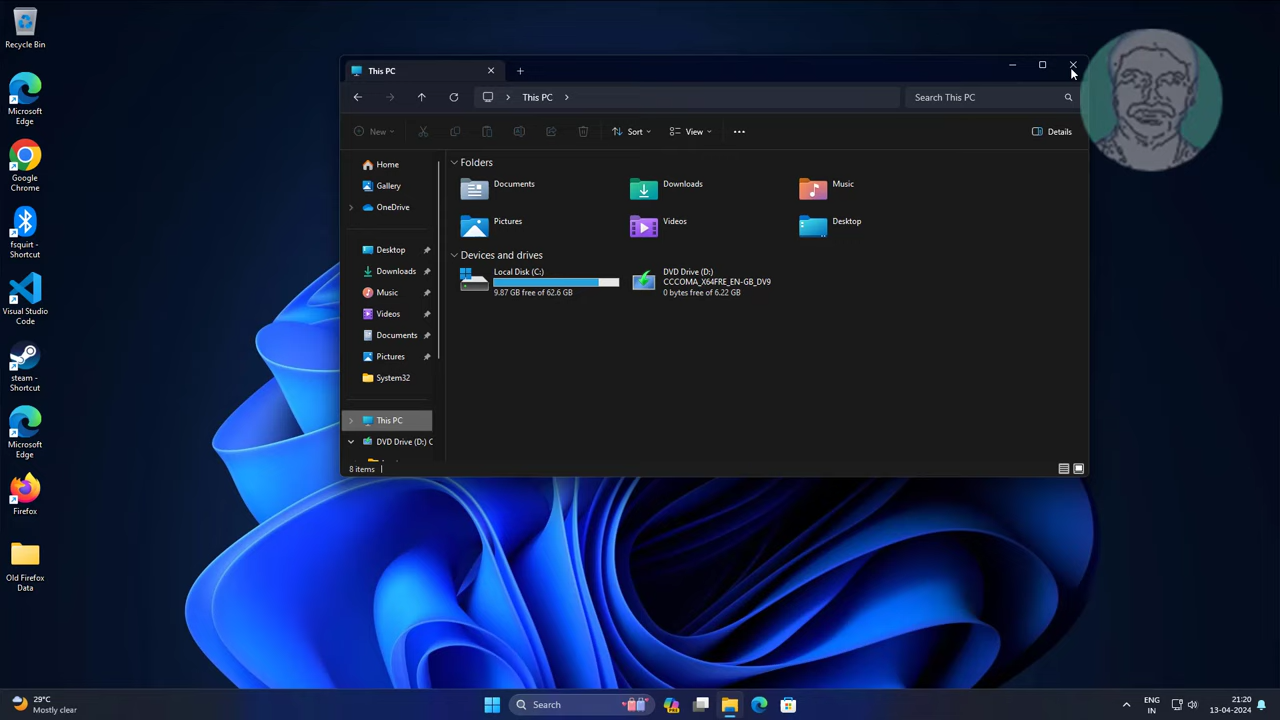 Recycle Bin
Microsoft
Edge
Google
Chrome
fsquirt -
Shortcut
Visual Studio
Code
steam -
Shortcut
Microsoft
Edge
Firefox
Old Firefox
Data
This PC
This PC
Search This PC
New
Sort
View
Details
Home
Gallery
OneDrive
Desktop
Downloads
Music
Videos
Documents
Pictures
System32
This PC
DVD Drive (D:) C
Folders
Documents
Downloads
Music
Pictures
Videos
Desktop
Devices and drives
Local Disk (C:)
9.87 GB free of 62.6 GB
DVD Drive (D:)
CCCOMA_X64FRE_EN-GB_DV9
0 bytes free of 6.22 GB
8 items
29°C
Mostly clear
Search
ENG
IN
21:20
13-04-2024